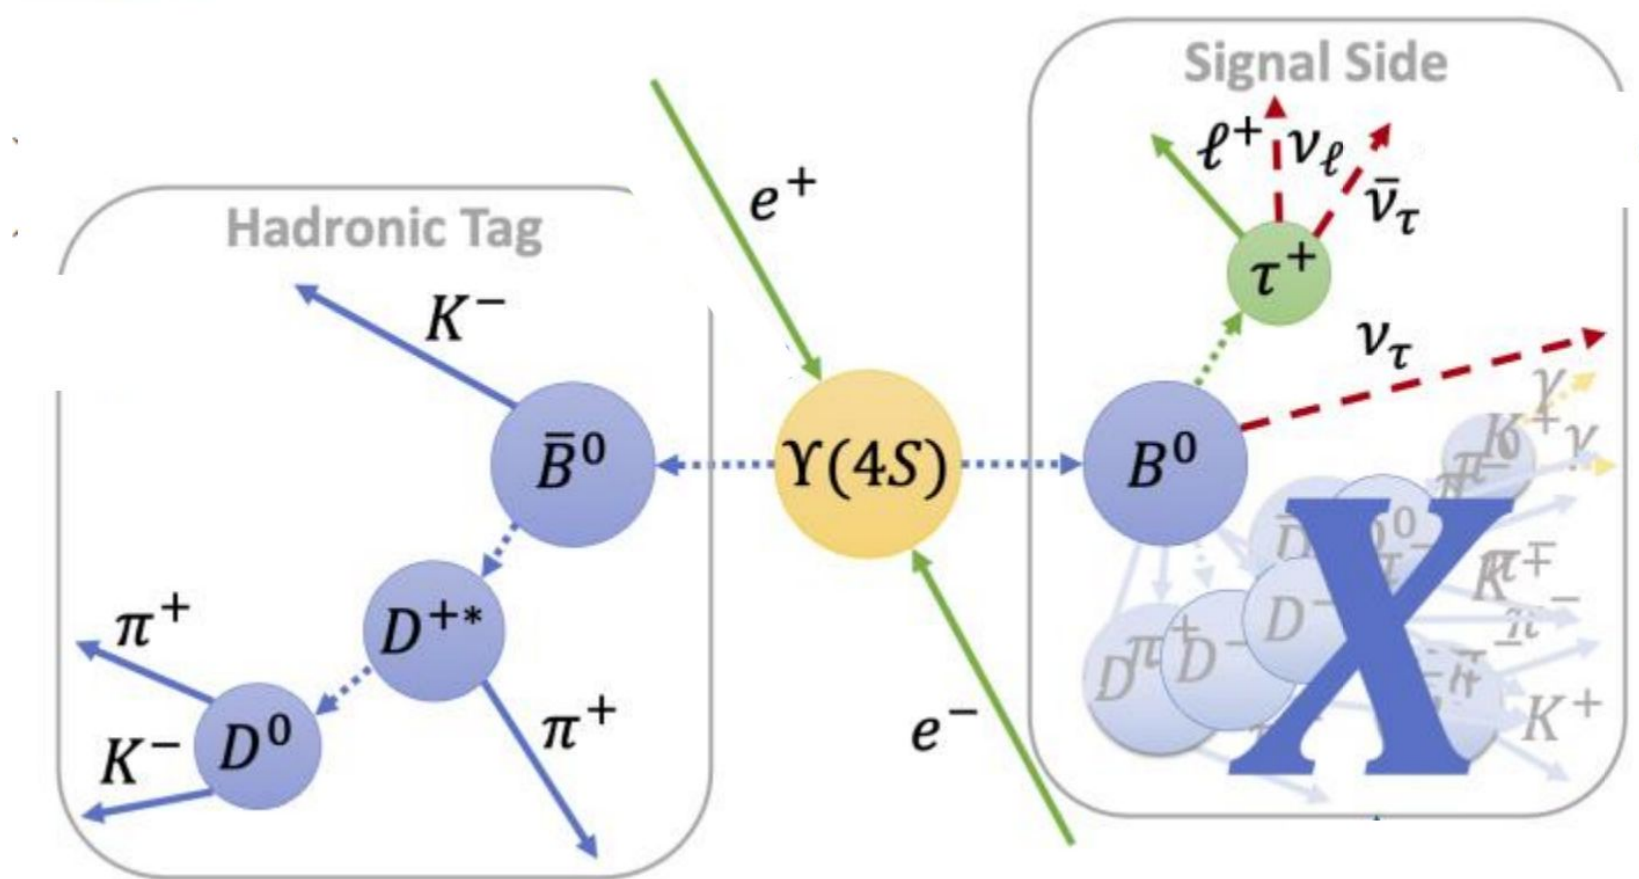 Signal Side
ℓ⁺
ν_ℓ
ν̄_τ
τ⁺
e⁺
Hadronic Tag
K⁻
ν_τ
γ
K⁺
γ
B̄⁰
Υ(4S)
B⁰
D⁺*
D⁻
π⁺
D
π⁺
D⁻
X
π⁺
K⁺
D⁰
K⁻
e⁻